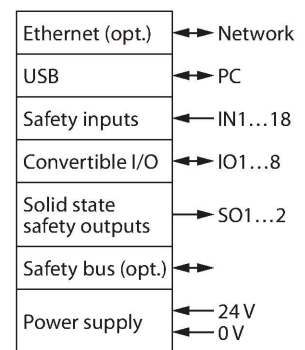 Ethernet (opt.) Network
USB PC
Safety inputs IN1...18
Convertible I/O IO1...8
Solid state
safety outputs SO1...2
Safety bus (opt.)
Power supply 24 V
0 V